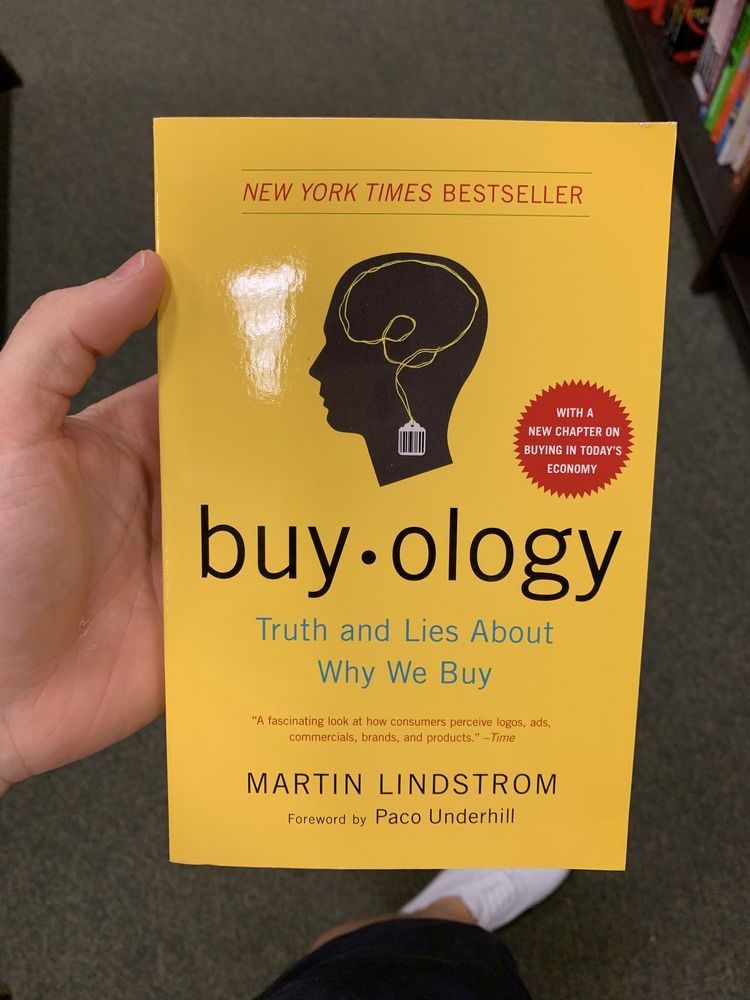 NEW YORK TIMES BESTSELLER
WITH A
NEW CHAPTER ON
BUYING IN TODAY'S
ECONOMY
buy•ology
Truth and Lies About
Why We Buy
"A fascinating look at how consumers perceive logos, ads,
commercials, brands, and products." –Time
MARTIN LINDSTROM
Foreword by Paco Underhill